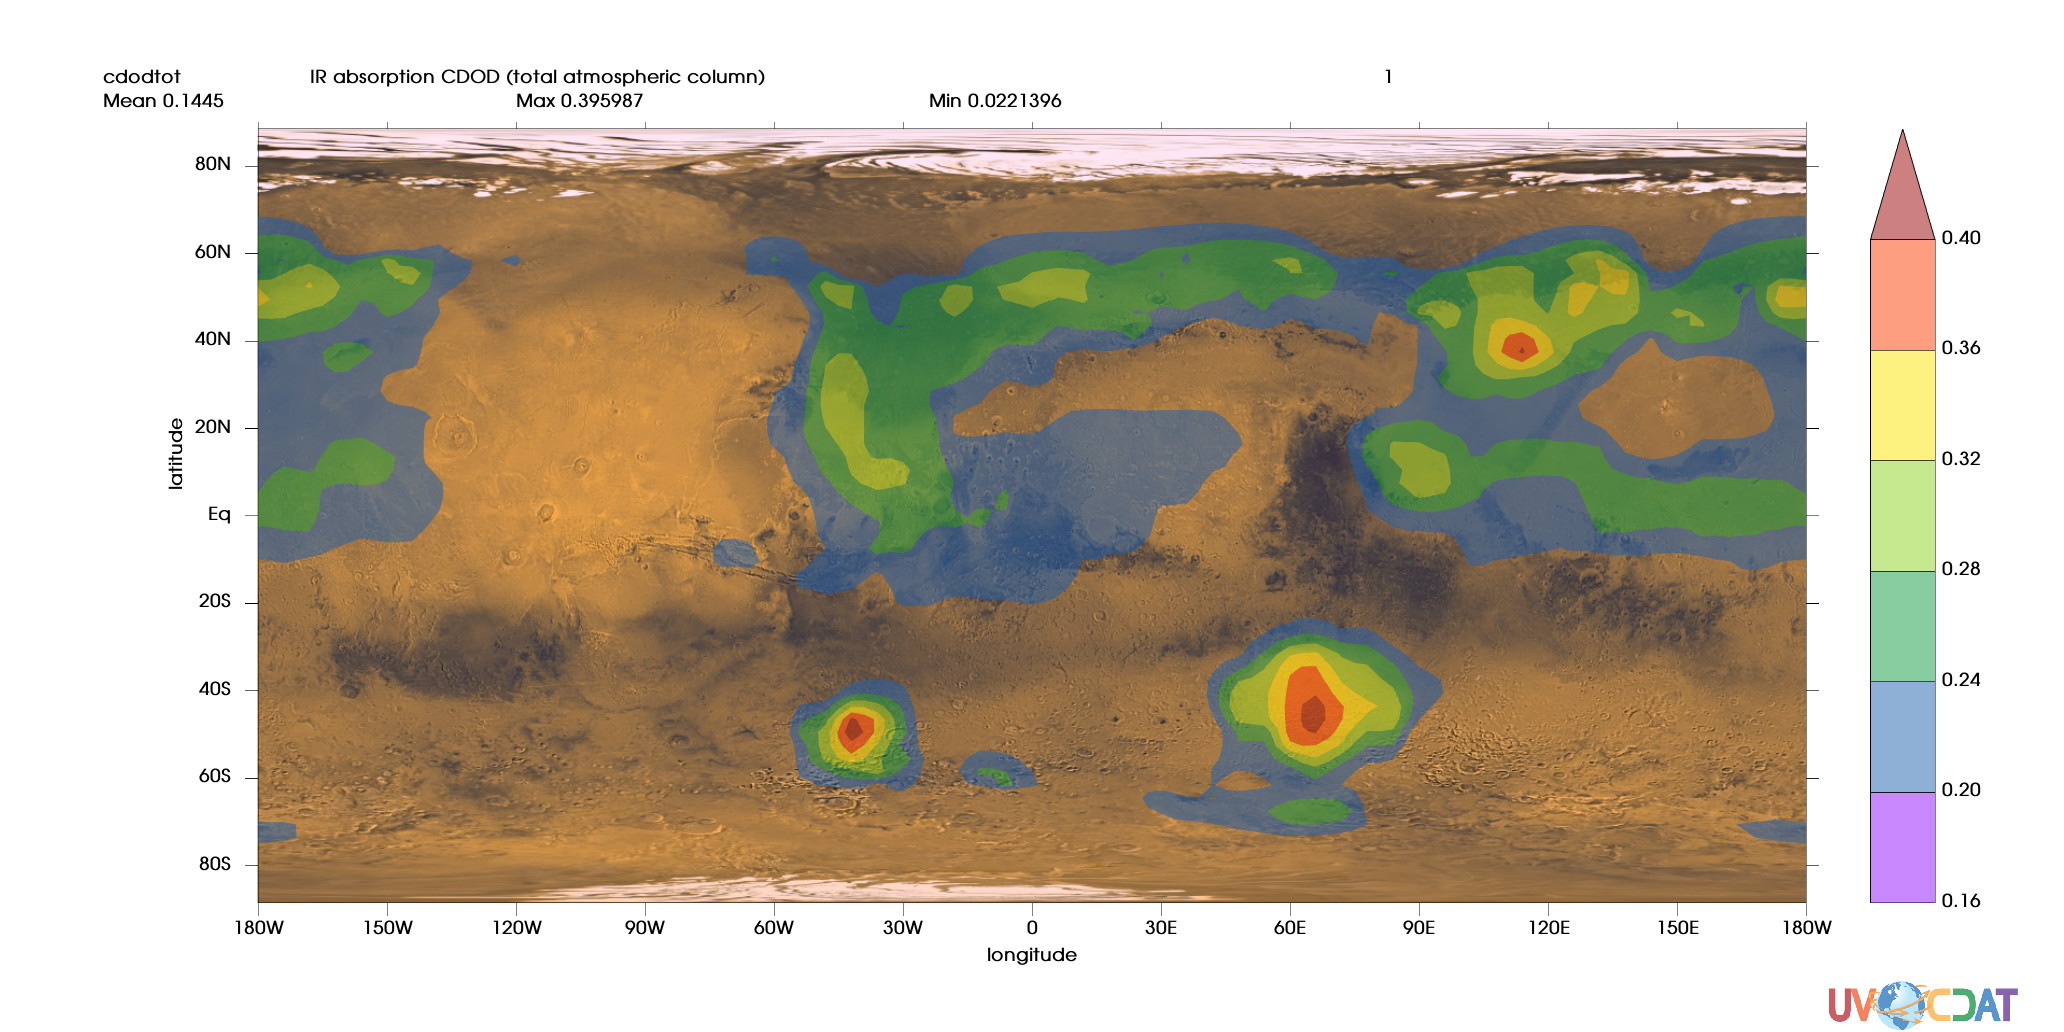 cdodtot IR absorption CDOD (total atmospheric column) 1
Mean 0.1445 Max 0.395987 Min 0.0221396
80N
60N
40N
20N
Eq
20S
40S
60S
80S
latitude
180W 150W 120W 90W 60W 30W 0 30E 60E 90E 120E 150E 180W
longitude
0.40
0.36
0.32
0.28
0.24
0.20
0.16
UV CDAT